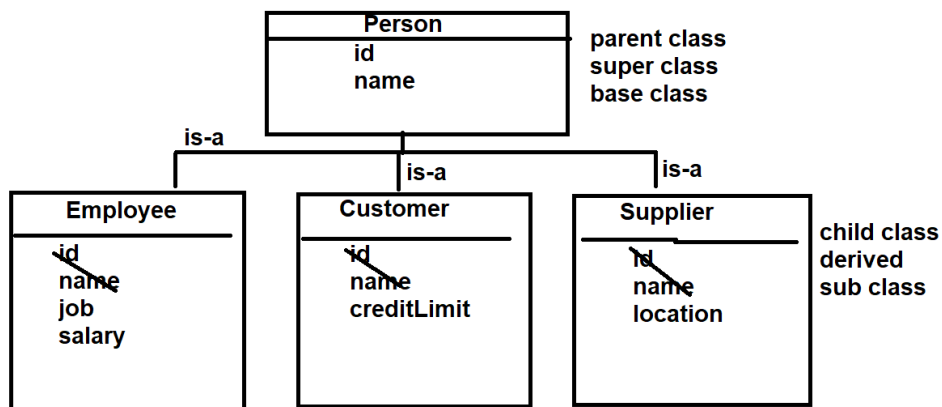 Person
id
name
parent class
super class
base class
is-a
is-a
is-a
Employee
id
name
job
salary
Customer
id
name
creditLimit
Supplier
id
name
location
child class
derived
sub class